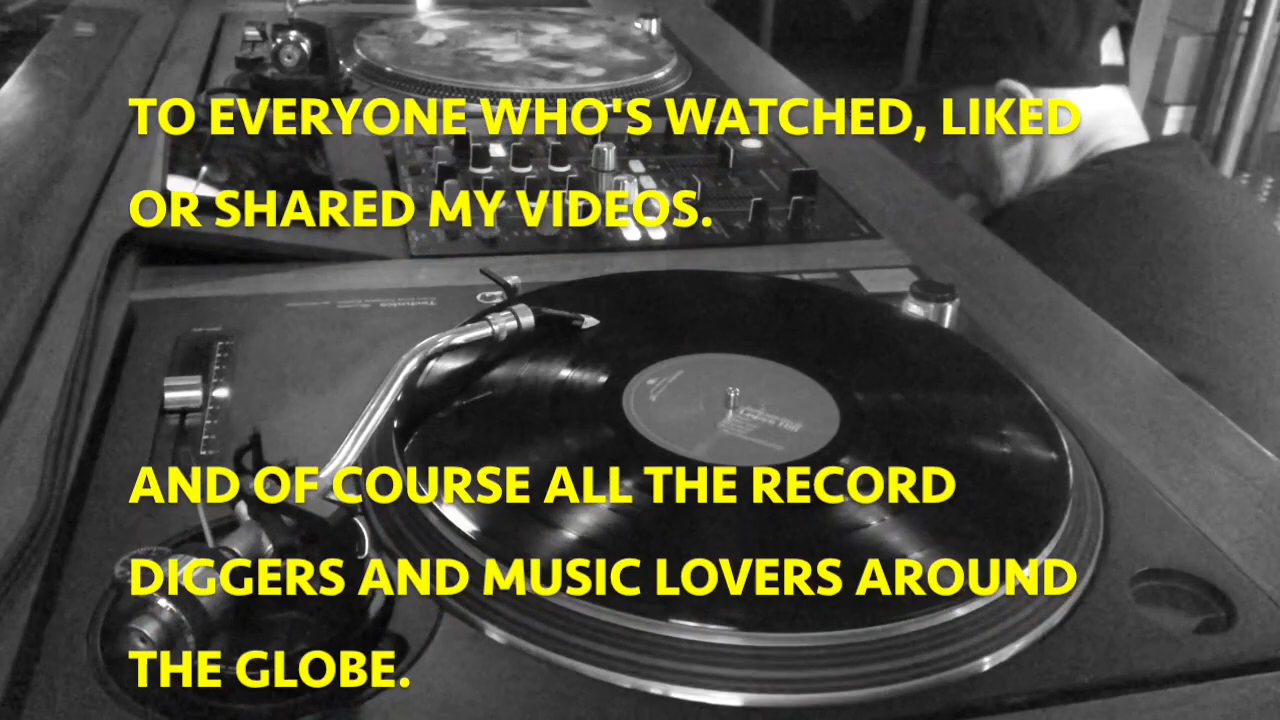 TO EVERYONE WHO'S WATCHED, LIKED
OR SHARED MY VIDEOS.
Technics
AND OF COURSE ALL THE RECORD
DIGGERS AND MUSIC LOVERS AROUND
THE GLOBE.